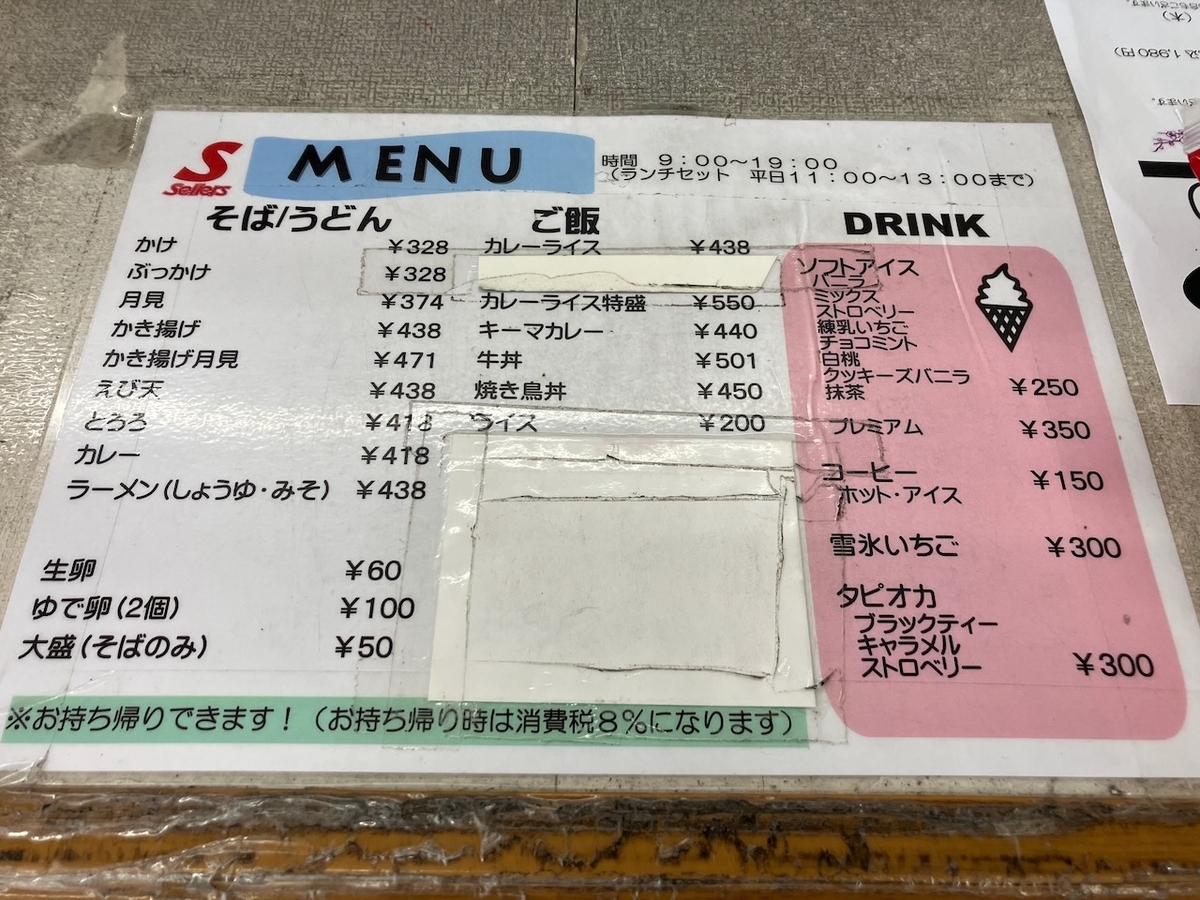 S
Sellers
MENU
時間 9:00〜19:00
(ランチセット 平日11:00〜13:00まで)
そば/うどん
かけ ¥328
ぶっかけ ¥328
月見 ¥374
かき揚げ ¥438
かき揚げ月見 ¥471
えび天 ¥438
とろろ ¥418
カレー ¥418
ラーメン(しょうゆ・みそ) ¥438
生卵 ¥60
ゆで卵(2個) ¥100
大盛(そばのみ) ¥50
ご飯
カレーライス ¥438
カレーライス特盛 ¥550
キーマカレー ¥440
牛丼 ¥501
焼き鳥丼 ¥450
ライス ¥200
DRINK
ソフトアイス
バニラ
ミックス
ストロベリー
練乳いちご
チョコミント
白桃
クッキーズバニラ
抹茶 ¥250
プレミアム ¥350
コーヒー ¥150
ホット・アイス
雪氷いちご ¥300
タピオカ
ブラックティー
キャラメル
ストロベリー ¥300
※お持ち帰りできます!(お持ち帰り時は消費税8%になります)
(木)
込1,980円)